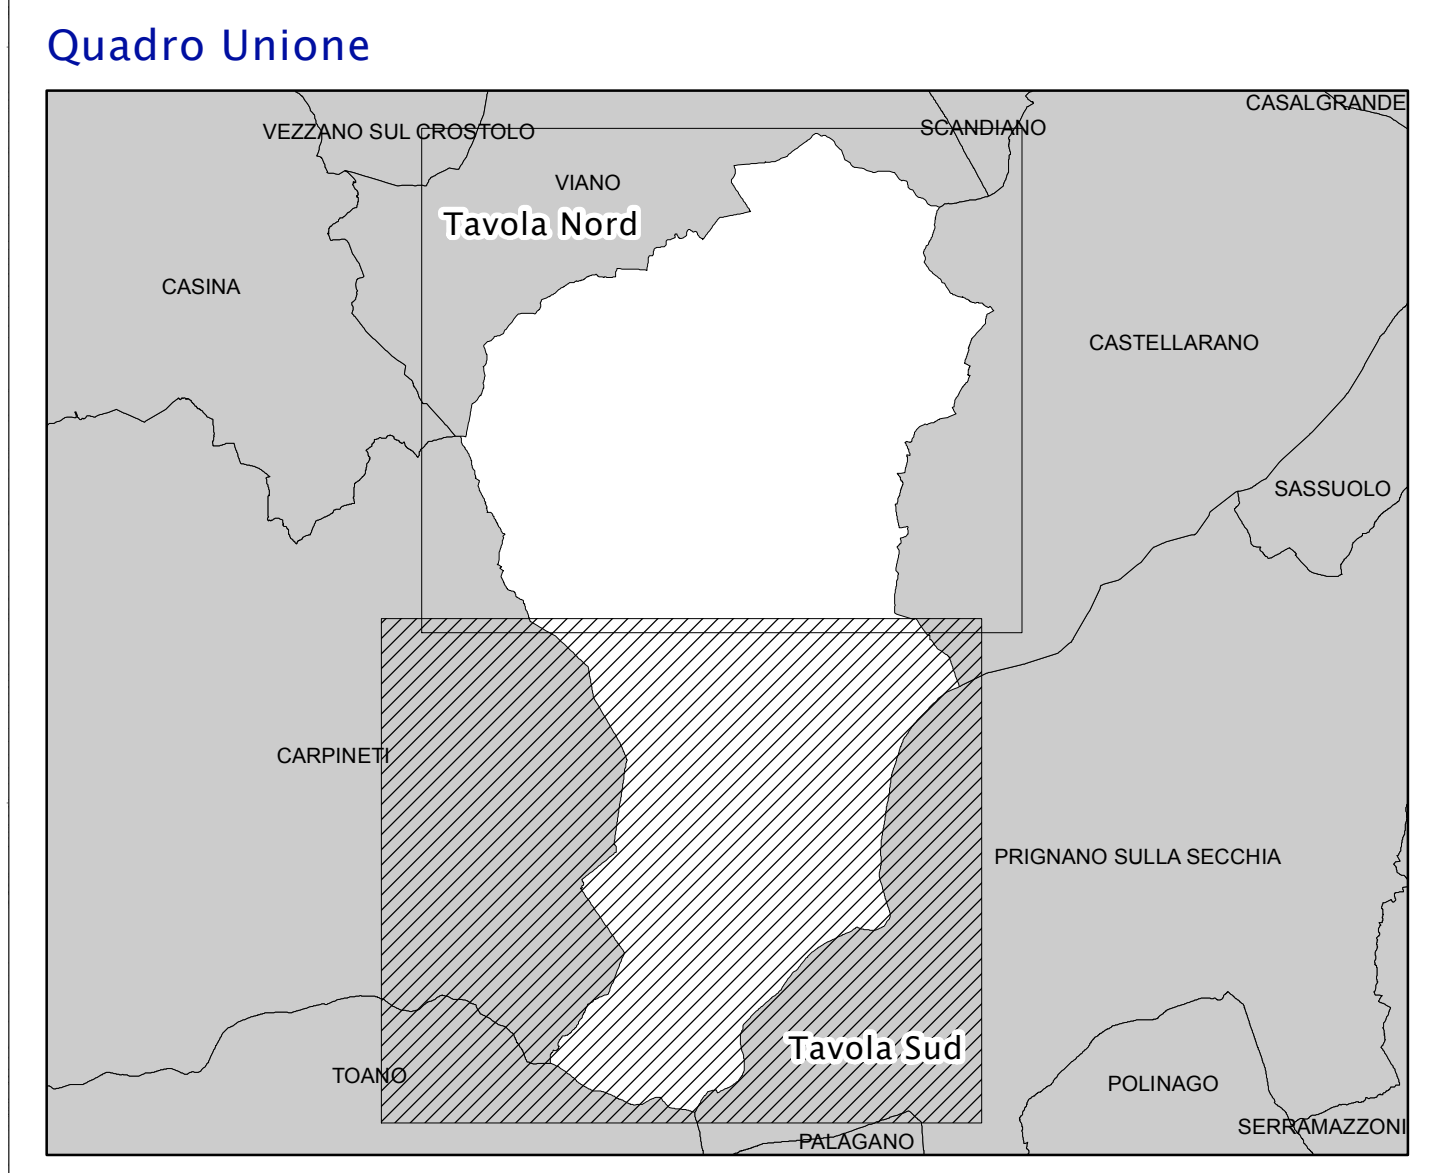 Quadro Unione
CASALGRANDE
VEZZANO SUL CROSTOLO
SCANDIANO
VIANO
Tavola Nord
CASINA
CASTELLARANO
SASSUOLO
CARPINETI
PRIGNANO SULLA SECCHIA
Tavola Sud
TOANO
POLINAGO
SERRAMAZZONI
PALAGANO